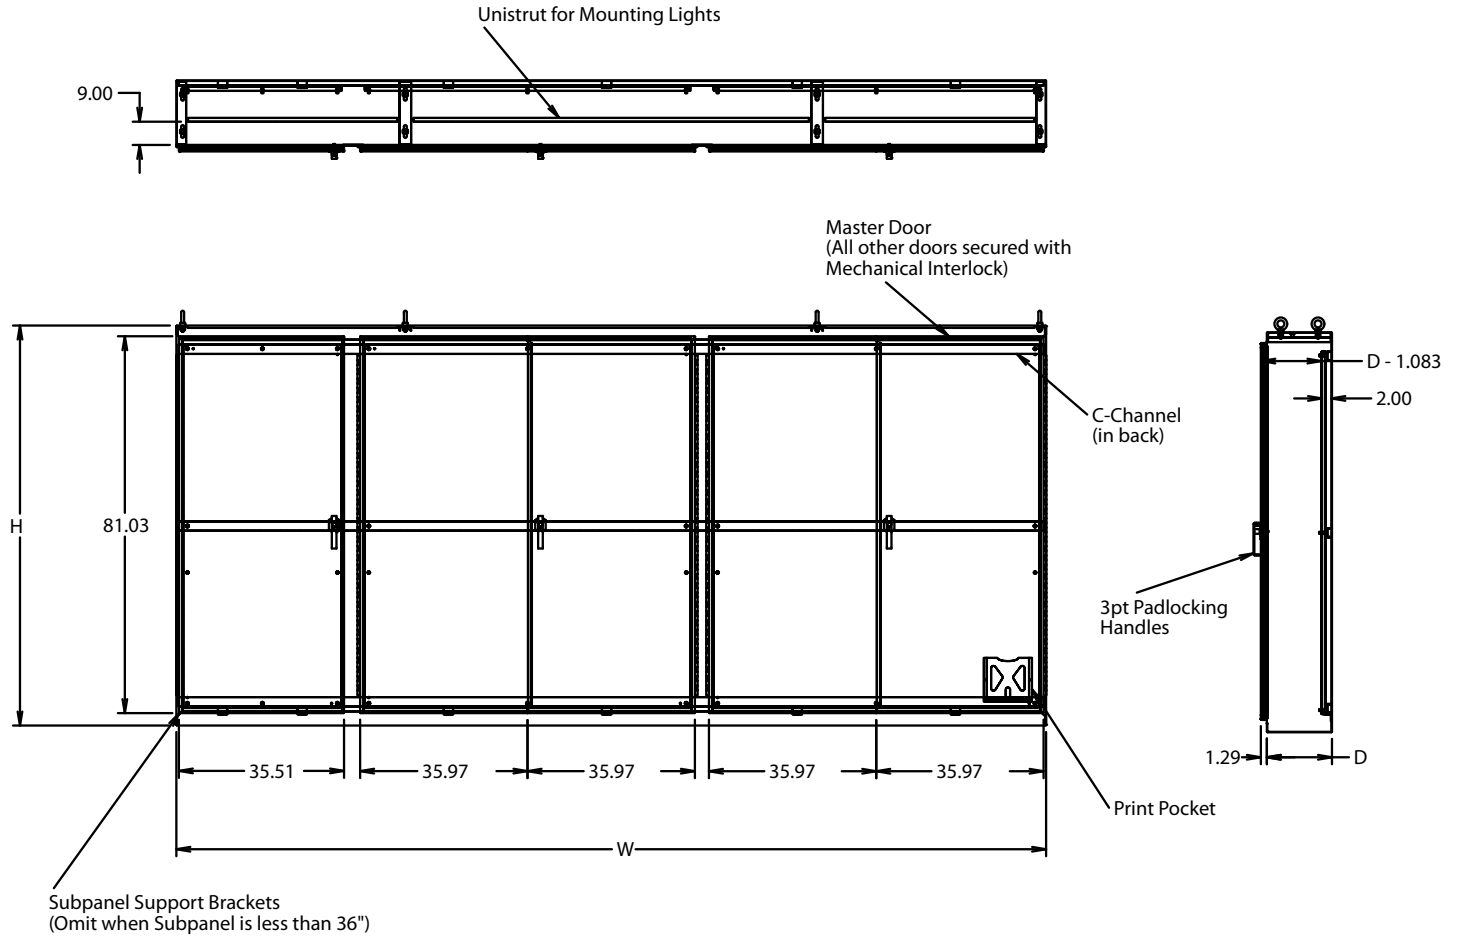 Unistrut for Mounting Lights
9.00
Master Door
(All other doors secured with
Mechanical Interlock)
D - 1.083
2.00
C-Channel
(in back)
H
81.03
3pt Padlocking
Handles
35.51
35.97
35.97
35.97
35.97
1.29
D
Print Pocket
W
Subpanel Support Brackets
(Omit when Subpanel is less than 36")